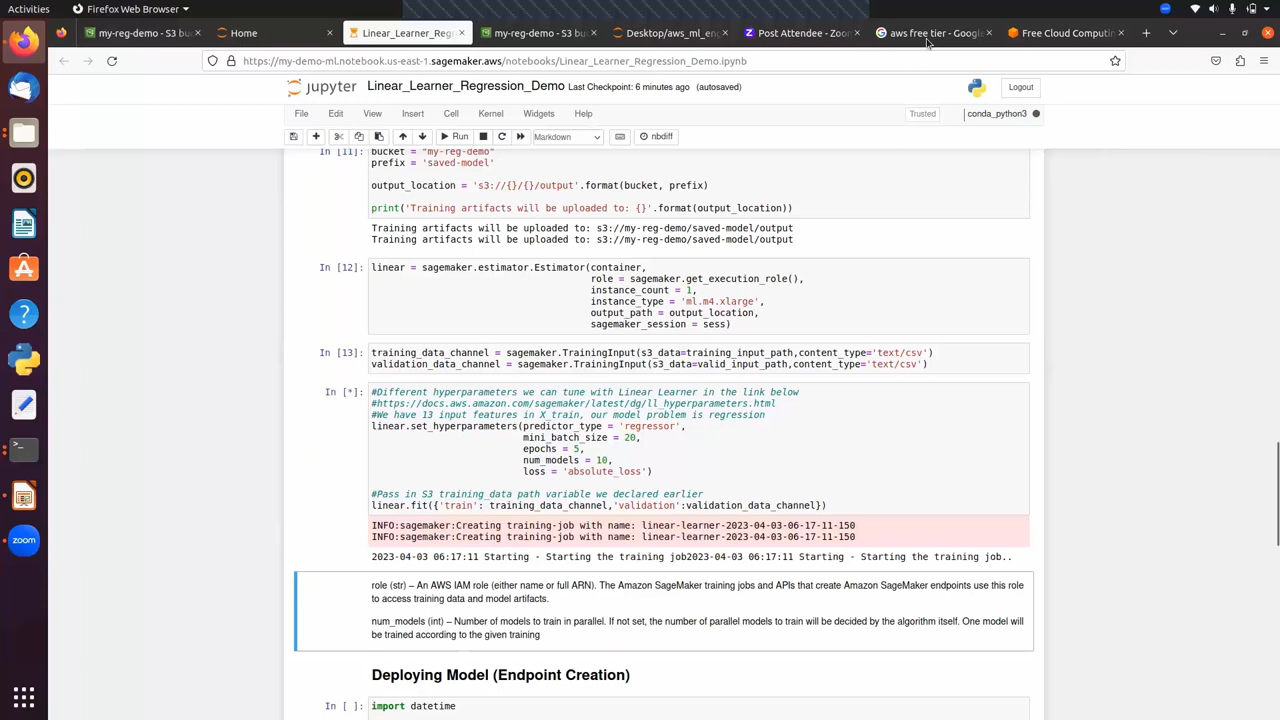 Activities
Firefox Web Browser
my-reg-demo - S3 bu
Home
Linear_Learner_Reg
my-reg-demo - S3 bu
Desktop/aws_ml_en
Post Attendee - Zoo
aws free tier - Google
Free Cloud Computin
https://my-demo-ml.notebook.us-east-1.sagemaker.aws/notebooks/Linear_Learner_Regression_Demo.ipynb
jupyter Linear_Learner_Regression_Demo Last Checkpoint: 6 minutes ago (autosaved)
Logout
File Edit View Insert Cell Kernel Widgets Help
Trusted
conda_python3
Run
Markdown
nbdiff
In [11]: bucket = "my-reg-demo"
prefix = 'saved-model'
output_location = 's3://{}/{}/output'.format(bucket, prefix)
print('Training artifacts will be uploaded to: {}'.format(output_location))
Training artifacts will be uploaded to: s3://my-reg-demo/saved-model/output
Training artifacts will be uploaded to: s3://my-reg-demo/saved-model/output
In [12]: linear = sagemaker.estimator.Estimator(container,
role = sagemaker.get_execution_role(),
instance_count = 1,
instance_type = 'ml.m4.xlarge',
output_path = output_location,
sagemaker_session = sess)
In [13]: training_data_channel = sagemaker.TrainingInput(s3_data=training_input_path,content_type='text/csv')
validation_data_channel = sagemaker.TrainingInput(s3_data=valid_input_path,content_type='text/csv')
In [*]: #Different hyperparameters we can tune with Linear Learner in the link below
#https://docs.aws.amazon.com/sagemaker/latest/dg/ll_hyperparameters.html
#We have 13 input features in X_train, our model problem is regression
linear.set_hyperparameters(predictor_type = 'regressor',
mini_batch_size = 20,
epochs = 5,
num_models = 10,
loss = 'absolute_loss')
#Pass in S3 training_data path variable we declared earlier
linear.fit({'train': training_data_channel,'validation':validation_data_channel})
INFO:sagemaker:Creating training-job with name: linear-learner-2023-04-03-06-17-11-150
INFO:sagemaker:Creating training-job with name: linear-learner-2023-04-03-06-17-11-150
2023-04-03 06:17:11 Starting - Starting the training job2023-04-03 06:17:11 Starting - Starting the training job..
role (str) – An AWS IAM role (either name or full ARN). The Amazon SageMaker training jobs and APIs that create Amazon SageMaker endpoints use this role
to access training data and model artifacts.
num_models (int) – Number of models to train in parallel. If not set, the number of parallel models to train will be decided by the algorithm itself. One model will
be trained according to the given training
Deploying Model (Endpoint Creation)
In [ ]: import datetime
zoom